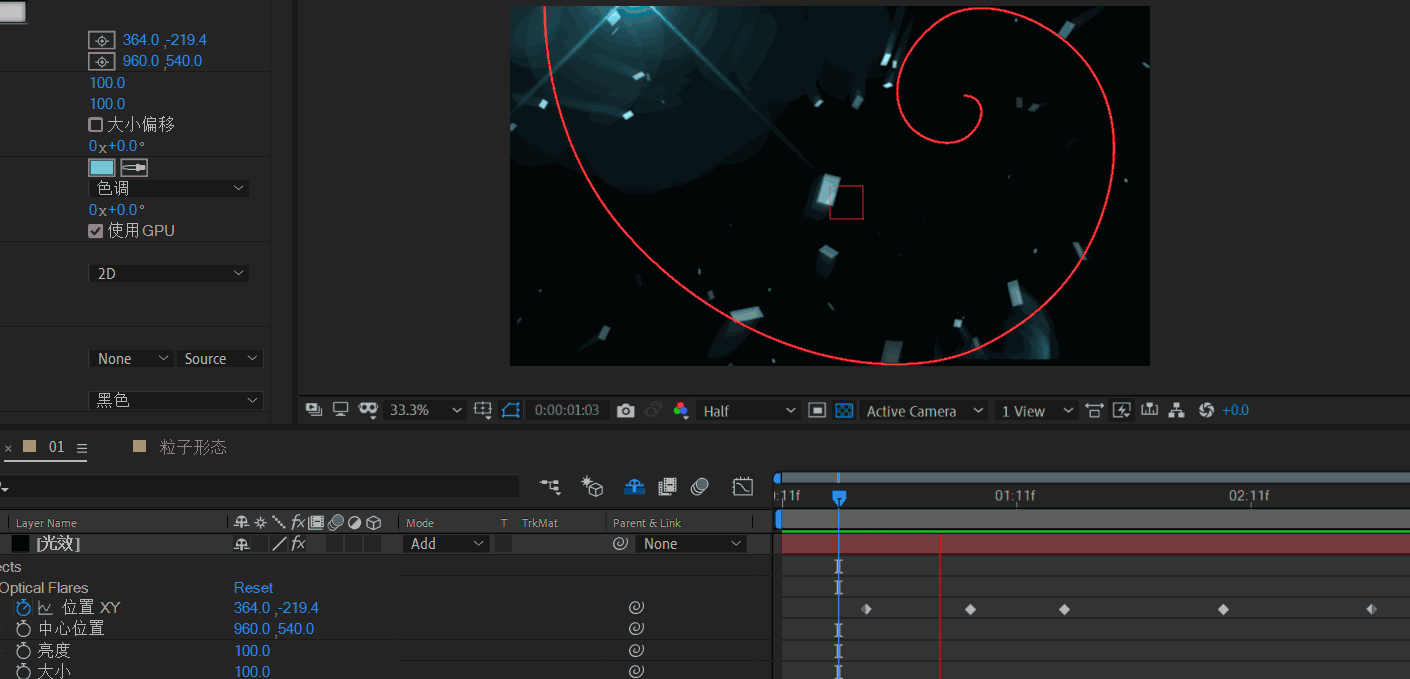 364.0 ,-219.4
960.0 ,540.0
100.0
100.0
大小偏移
0x+0.0°
色调
0x+0.0°
使用GPU
2D
None Source
黑色
33.3% 0:00:01:03 Half Active Camera 1 View +0.0
× 01 粒子形态
):11f 01:11f 02:11f
Layer Name fx Mode T TrkMat Parent & Link
[光效] fx Add None
ects
Optical Flares Reset
位置 XY 364.0 ,-219.4
中心位置 960.0 ,540.0
亮度 100.0
大小 100.0